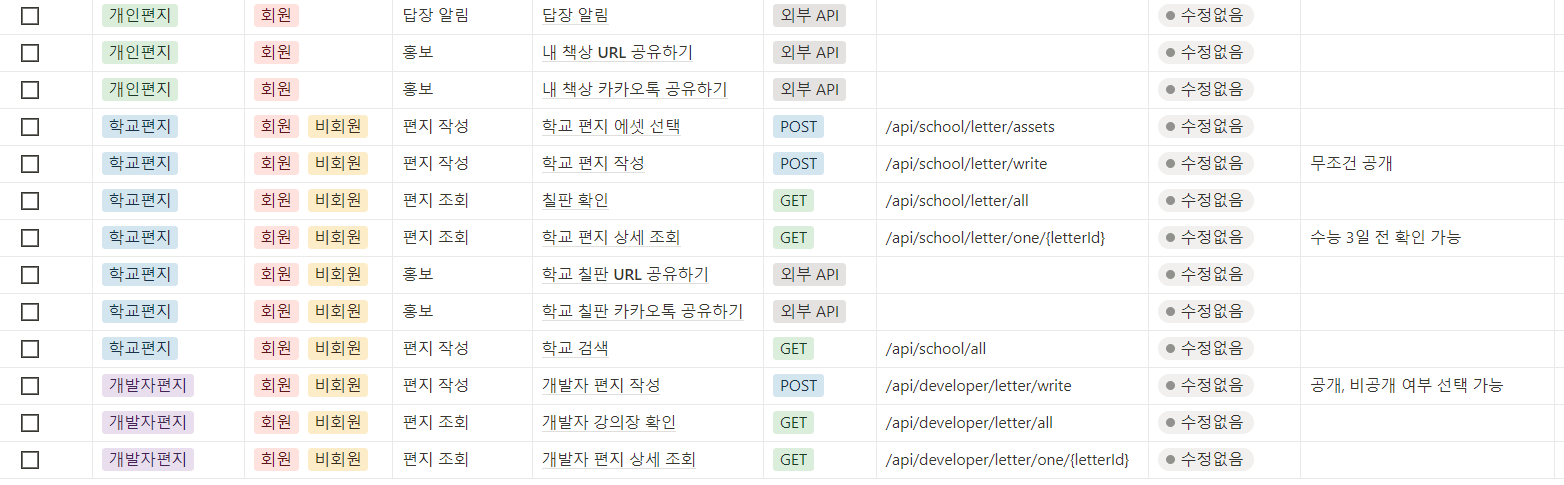 개인편지 회원 답장 알림 답장 알림 외부 API 수정없음
개인편지 회원 홍보 내 책상 URL 공유하기 외부 API 수정없음
개인편지 회원 홍보 내 책상 카카오톡 공유하기 외부 API 수정없음
학교편지 회원 비회원 편지 작성 학교 편지 에셋 선택 POST /api/school/letter/assets 수정없음
학교편지 회원 비회원 편지 작성 학교 편지 작성 POST /api/school/letter/write 수정없음 무조건 공개
학교편지 회원 비회원 편지 조회 칠판 확인 GET /api/school/letter/all 수정없음
학교편지 회원 비회원 편지 조회 학교 편지 상세 조회 GET /api/school/letter/one/{letterId} 수정없음 수능 3일 전 확인 가능
학교편지 회원 비회원 홍보 학교 칠판 URL 공유하기 외부 API 수정없음
학교편지 회원 비회원 홍보 학교 칠판 카카오톡 공유하기 외부 API 수정없음
학교편지 회원 비회원 편지 작성 학교 검색 GET /api/school/all 수정없음
개발자편지 회원 비회원 편지 작성 개발자 편지 작성 POST /api/developer/letter/write 수정없음 공개, 비공개 여부 선택 가능
개발자편지 회원 비회원 편지 조회 개발자 강의장 확인 GET /api/developer/letter/all 수정없음
개발자편지 회원 비회원 편지 조회 개발자 편지 상세 조회 GET /api/developer/letter/one/{letterId} 수정없음